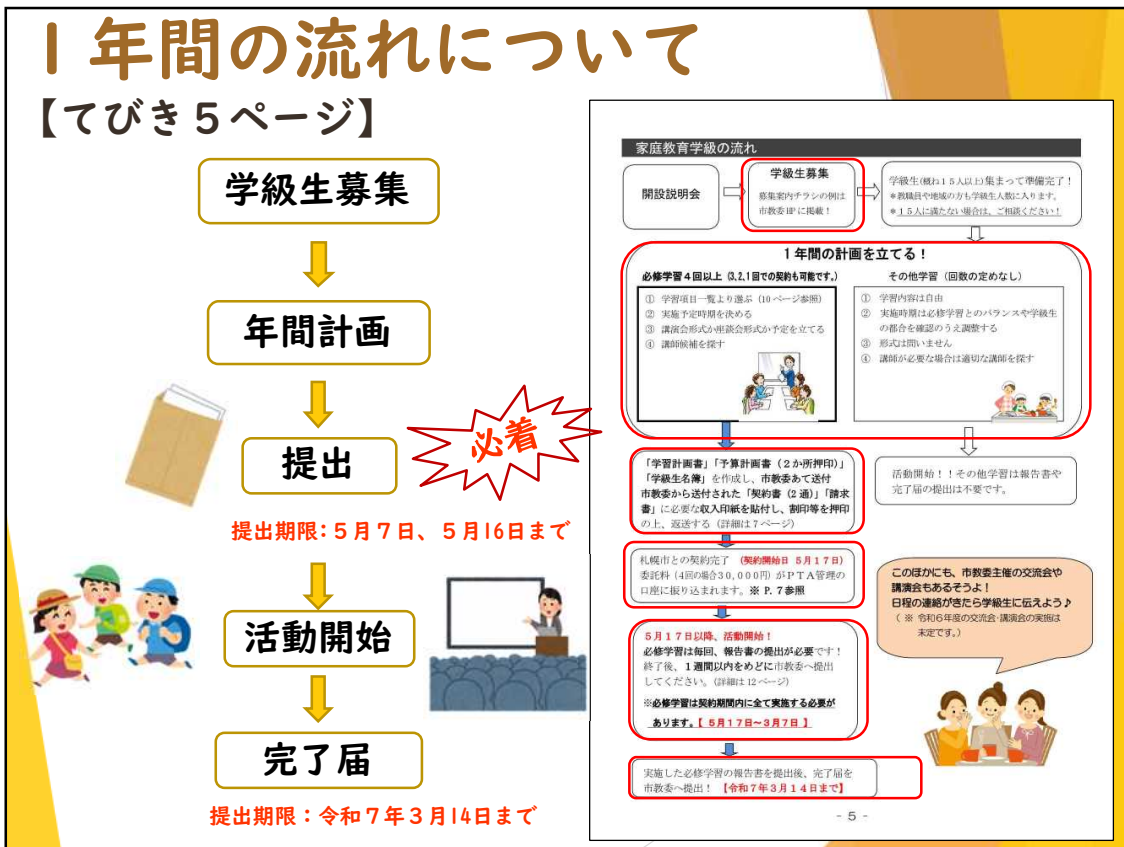 1年間の流れについて
【てびき5ページ】
学級生募集
年間計画
提出
必着
提出期限:5月7日、5月16日まで
活動開始
完了届
提出期限：令和7年3月14日まで
家庭教育学級の流れ
開設説明会
学級生募集
募集案内チラシの例は
市教委HPに掲載！
学級生(概ね15人以上)集まって準備完了！
＊教職員や地域の方も学級生人数に入ります。
＊15人に満たない場合は、ご相談ください！
1年間の計画を立てる！
必修学習4回以上（3,2,1回での契約も可能です。）
① 学習項目一覧より選ぶ（10ページ参照）
② 実施予定時期を決める
③ 講演会形式か座談会形式か予定を立てる
④ 講師候補を探す
その他学習（回数の定めなし）
① 学習内容は自由
② 実施時期は必修学習とのバランスや学級生
の都合を確認のうえ調整する
③ 形式は問いません
④ 講師が必要な場合は適切な講師を探す
「学習計画書」「予算計画書（2か所押印）」
「学級生名簿」を作成し、市教委あて送付
市教委から送付された「契約書（2通）」「請求
書」に必要な収入印紙を貼付し、割印等を押印
の上、返送する（詳細は7ページ）
活動開始！！その他学習は報告書や
完了届の提出は不要です。
札幌市との契約完了 （契約開始日 5月17日）
委託料（4回の場合30,000円）がPTA管理の
口座に振り込まれます。※ P.7参照
このほかにも、市教委主催の交流会や
講演会もあるそうよ！
日程の連絡がきたら学級生に伝えよう♪
（ ※ 令和6年度の交流会・講演会の実施は
未定です。）
5月17日以降、活動開始！
必修学習は毎回、報告書の提出が必要です！
終了後、1週間以内をめどに市教委へ提出
してください。（詳細は12ページ）
※必修学習は契約期間内に全て実施する必要が
あります。【 5月17日～3月7日 】
実施した必修学習の報告書を提出後、完了届を
市教委へ提出！ 【令和7年3月14日まで】
- 5 -